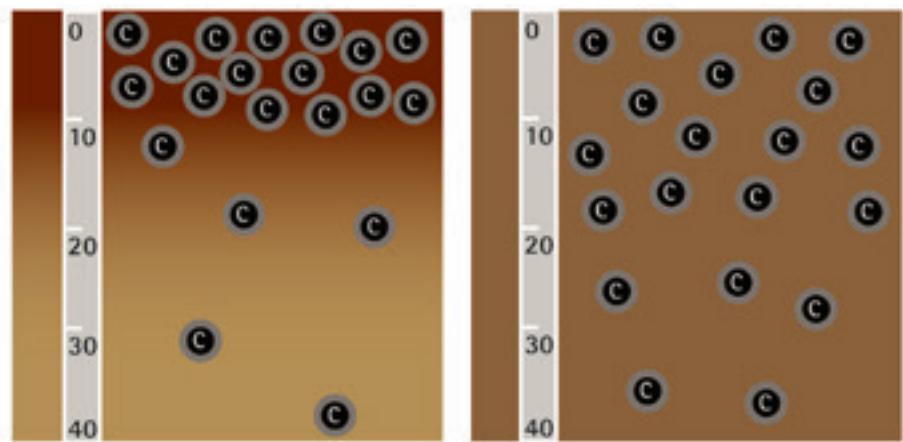 0 C C C C C C
C C C
C C C C C C
10 C
20 C C
30 C
40 C
0 C C C C
C C
C
10 C C C C
20 C C C C
C C C
30
C C
40